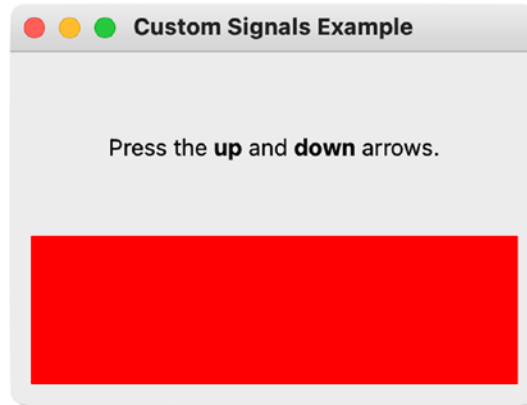 Custom Signals Example
Press the up and down arrows.